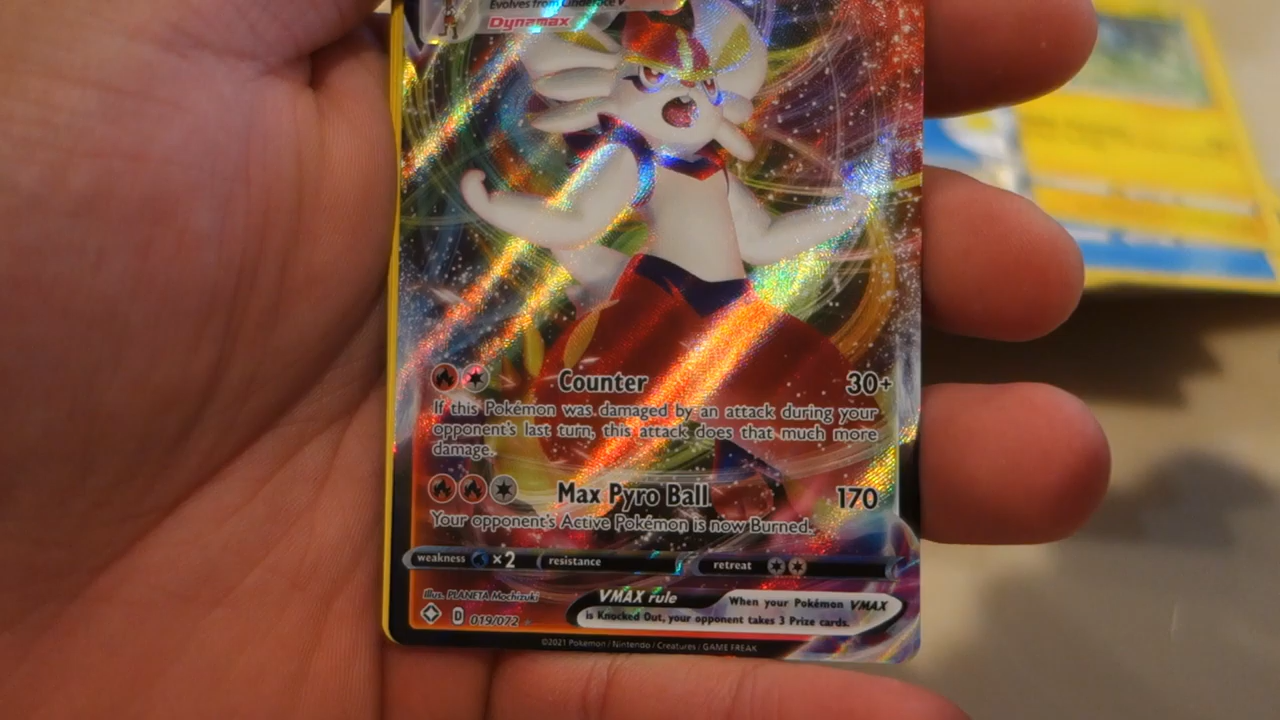 Evolves from Cinderace V
Dynamax
Counter 30+
If this Pokémon was damaged by an attack during your
opponent's last turn, this attack does that much more
damage.
Max Pyro Ball 170
Your opponent's Active Pokémon is now Burned.
weakness ×2 resistance retreat
Illus. PLANETA Mochizuki
VMAX rule When your Pokémon VMAX
is Knocked Out, your opponent takes 3 Prize cards.
D 019/072
©2021 Pokémon / Nintendo / Creatures / GAME FREAK